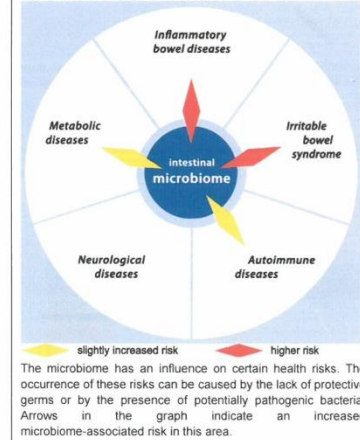 Inflammatory
bowel diseases
Metabolic
diseases
Irritable
bowel
syndrome
intestinal
microbiome
Neurological
diseases
Autoimmune
diseases
slightly increased risk
higher risk
The microbiome has an influence on certain health risks. The
occurrence of these risks can be caused by the lack of protective
germs or by the presence of potentially pathogenic bacteria.
Arrows in the graph indicate an increased
microbiome-associated risk in this area.